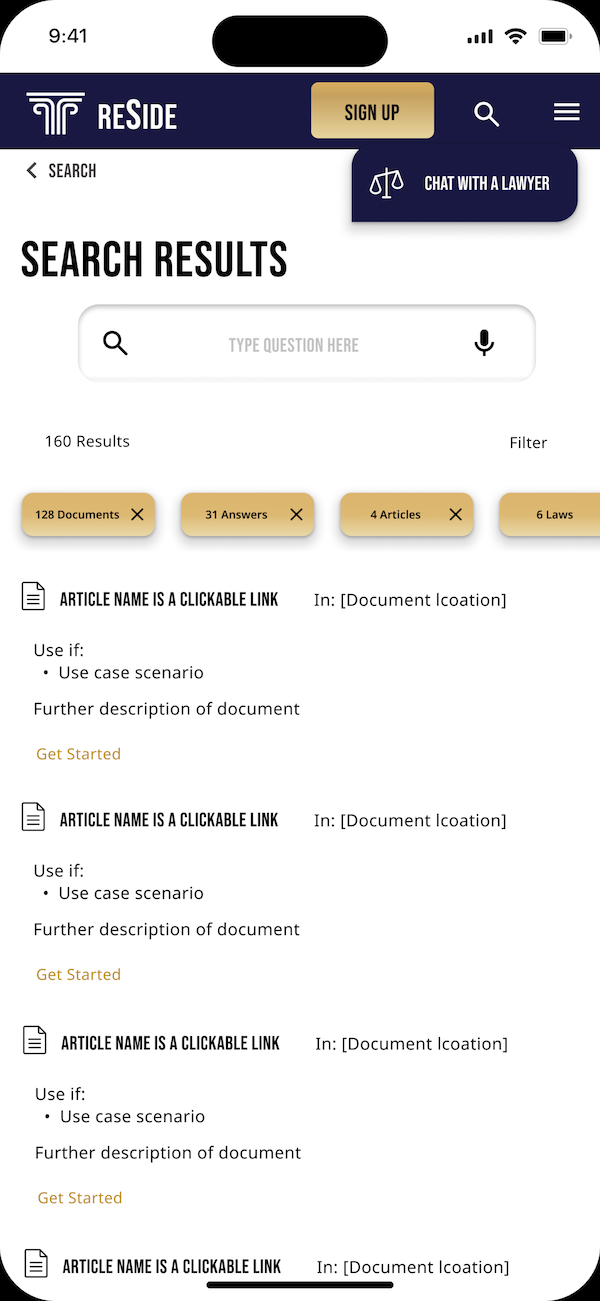 9:41
RESIDE
SIGN UP
SEARCH
CHAT WITH A LAWYER
SEARCH RESULTS
TYPE QUESTION HERE
160 Results
Filter
128 Documents
31 Answers
4 Articles
6 Laws
ARTICLE NAME IS A CLICKABLE LINK In: [Document lcoation]
Use if:
• Use case scenario
Further description of document
Get Started
ARTICLE NAME IS A CLICKABLE LINK In: [Document lcoation]
Use if:
• Use case scenario
Further description of document
Get Started
ARTICLE NAME IS A CLICKABLE LINK In: [Document lcoation]
Use if:
• Use case scenario
Further description of document
Get Started
ARTICLE NAME IS A CLICKABLE LINK In: [Document lcoation]